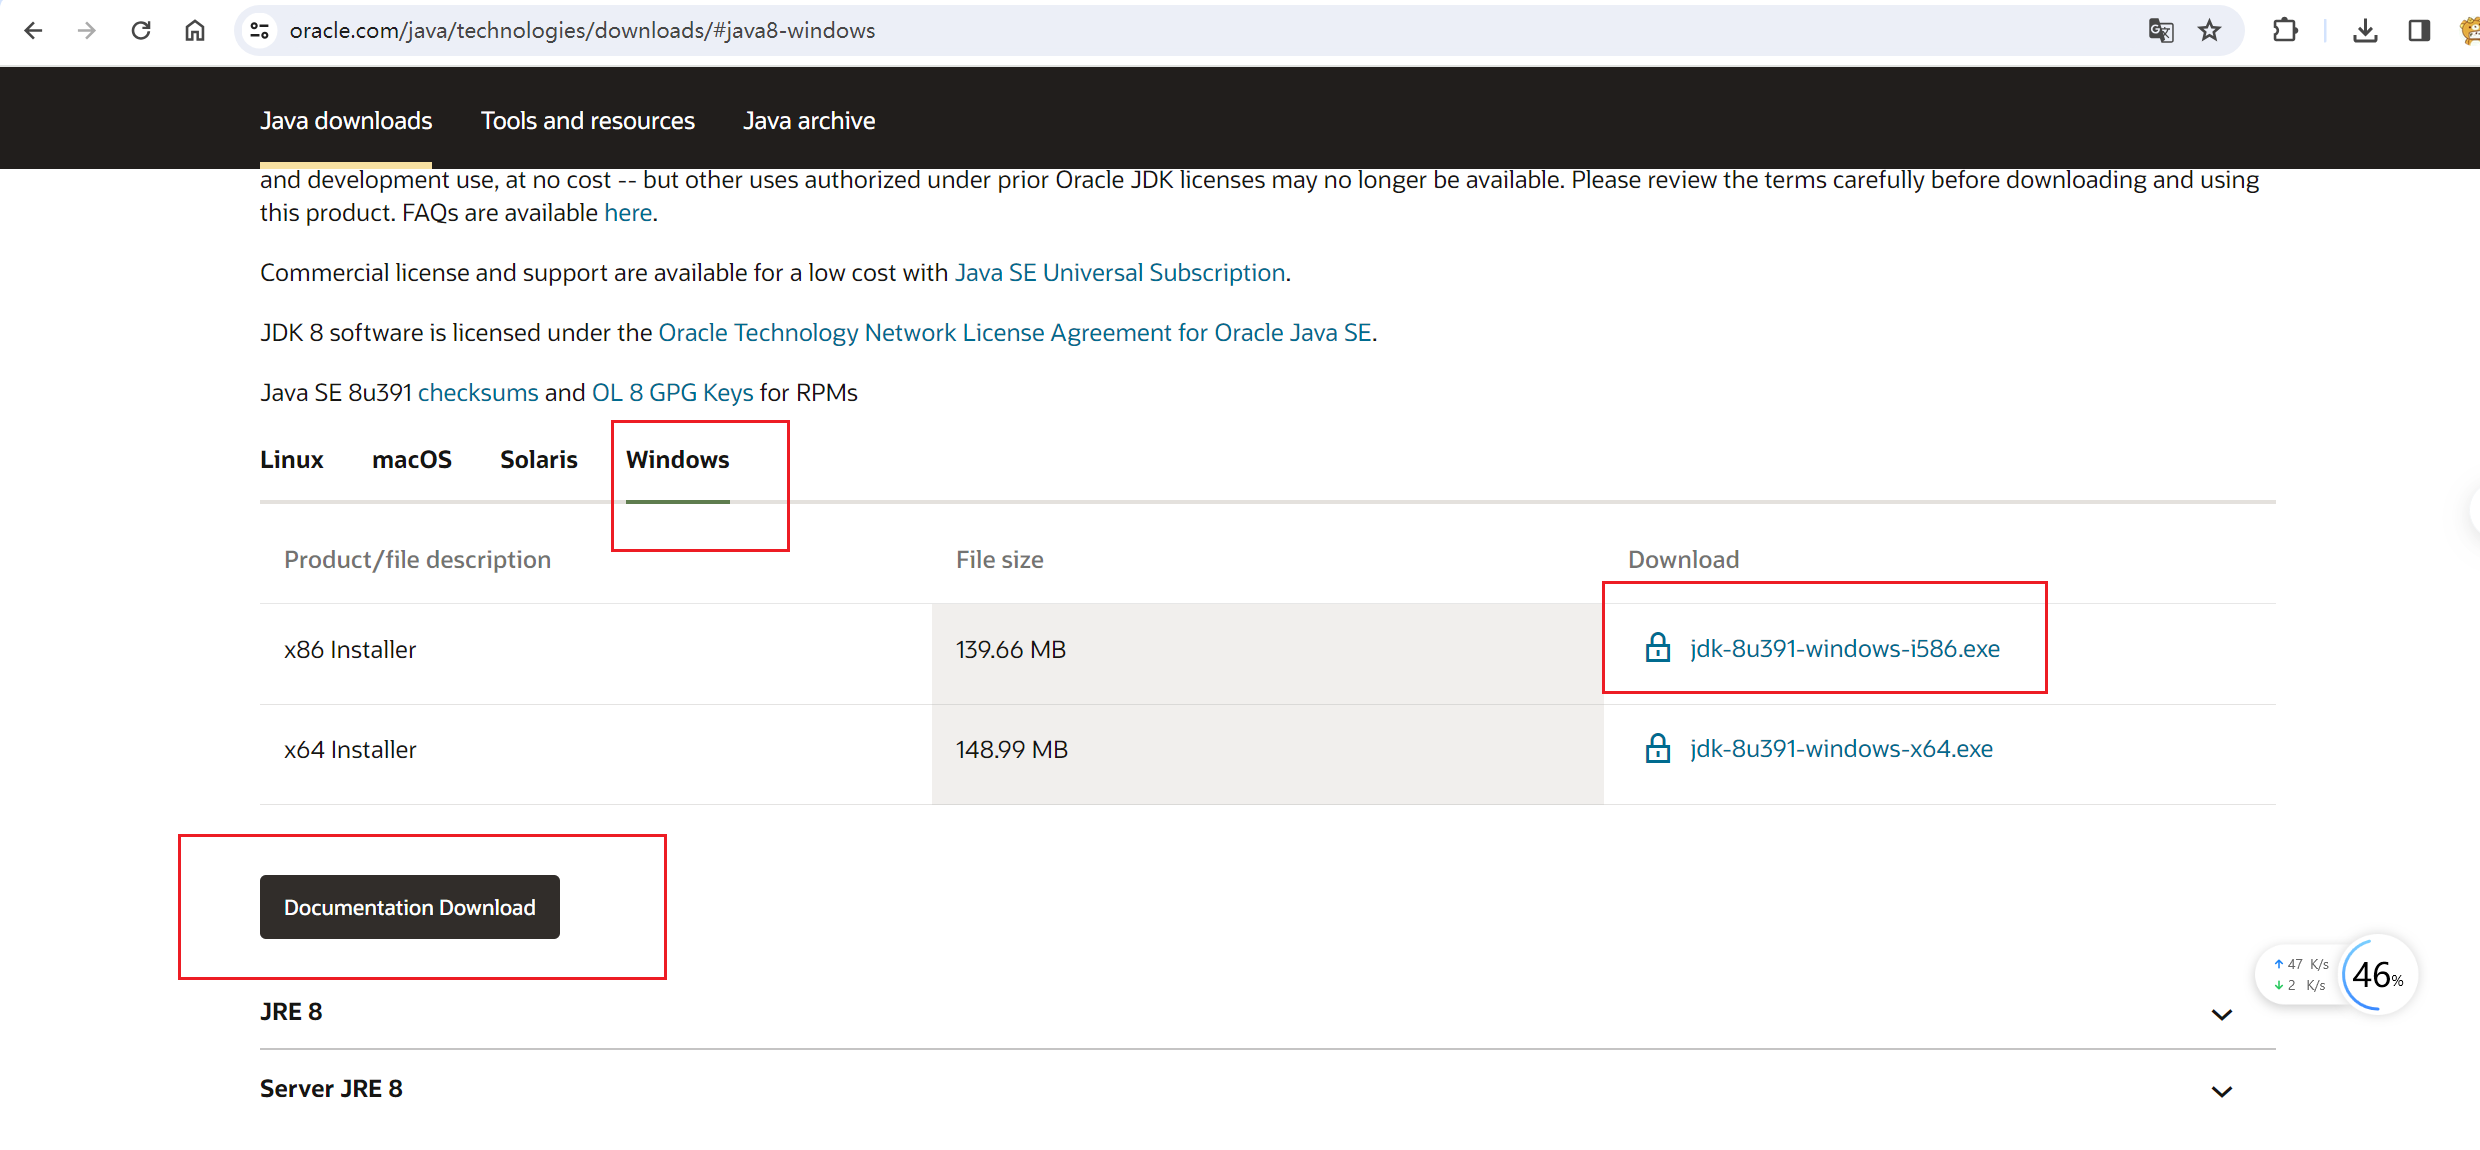 oracle.com/java/technologies/downloads/#java8-windows
Java downloads Tools and resources Java archive
and development use, at no cost -- but other uses authorized under prior Oracle JDK licenses may no longer be available. Please review the terms carefully before downloading and using
this product. FAQs are available here.
Commercial license and support are available for a low cost with Java SE Universal Subscription.
JDK 8 software is licensed under the Oracle Technology Network License Agreement for Oracle Java SE.
Java SE 8u391 checksums and OL 8 GPG Keys for RPMs
Linux macOS Solaris Windows
Product/file description File size Download
x86 Installer 139.66 MB jdk-8u391-windows-i586.exe
x64 Installer 148.99 MB jdk-8u391-windows-x64.exe
Documentation Download
↑ 47 K/s
↓ 2 K/s
46%
JRE 8
Server JRE 8